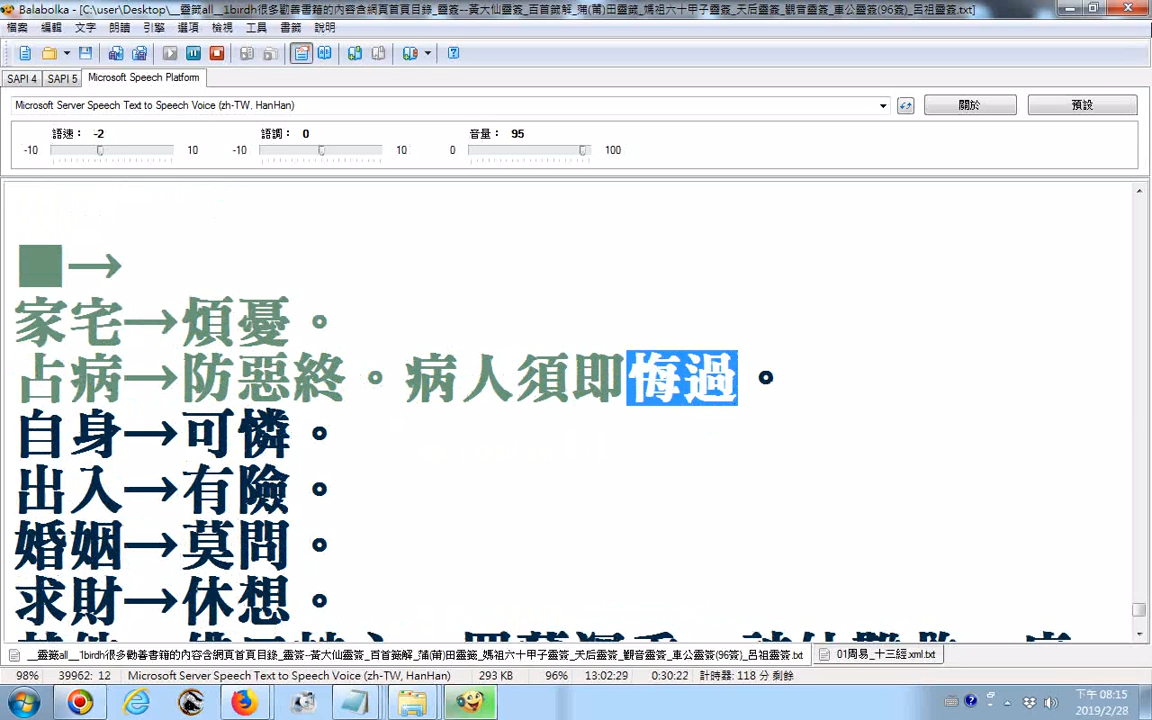 Balabolka - [C:\user\Desktop\__靈籤all__1birdh很多勸善書籍的內容含網頁首頁目錄_靈簽--黃大仙靈簽_百首籤解_蒲(莆)田靈籤_媽祖六十甲子靈簽_天后靈簽_觀音靈簽_車公靈簽(96簽)_呂祖靈簽.txt]
檔案 編輯 文字 朗讀 引擎 選項 檢視 工具 書籤 說明
SAPI 4 SAPI 5 Microsoft Speech Platform
Microsoft Server Speech Text to Speech Voice (zh-TW, HanHan) 關於 預設
語速： -2 語調： 0 音量： 95
-10 10 -10 10 0 100
■→
家宅→煩憂。
占病→防惡終。病人須即悔過。
自身→可憐。
出入→有險。
婚姻→莫問。
求財→休想。
__靈籤all__1birdh很多勸善書籍的內容含網頁首頁目錄_靈簽--黃大仙靈簽_百首籤解_蒲(莆)田靈籤_媽祖六十甲子靈簽_天后靈簽_觀音靈簽_車公靈簽(96簽)_呂祖靈簽.txt 01周易_十三經.xml.txt
98% 39962: 12 Microsoft Server Speech Text to Speech Voice (zh-TW, HanHan) 293 KB 96% 13:02:29 0:30:22 計時器: 118 分 剩餘
下午 08:15
2019/2/28